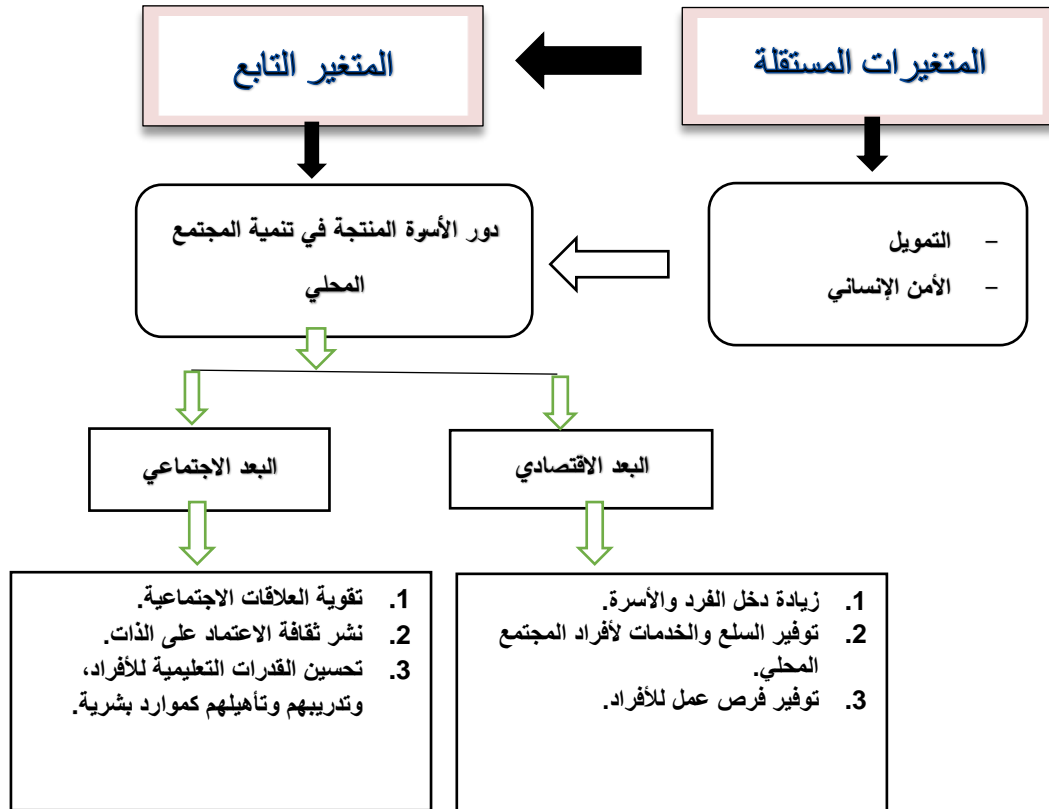 المتغيرات المستقلة
المتغير التابع
- التمويل
- الأمن الإنساني
دور الأسرة المنتجة في تنمية المجتمع
المحلي
البعد الاقتصادي
البعد الاجتماعي
1. زيادة دخل الفرد والأسرة.
2. توفير السلع والخدمات لأفراد المجتمع
المحلي.
3. توفير فرص عمل للأفراد.
1. تقوية العلاقات الاجتماعية.
2. نشر ثقافة الاعتماد على الذات.
3. تحسين القدرات التعليمية للأفراد،
وتدريبهم وتأهيلهم كموارد بشرية.